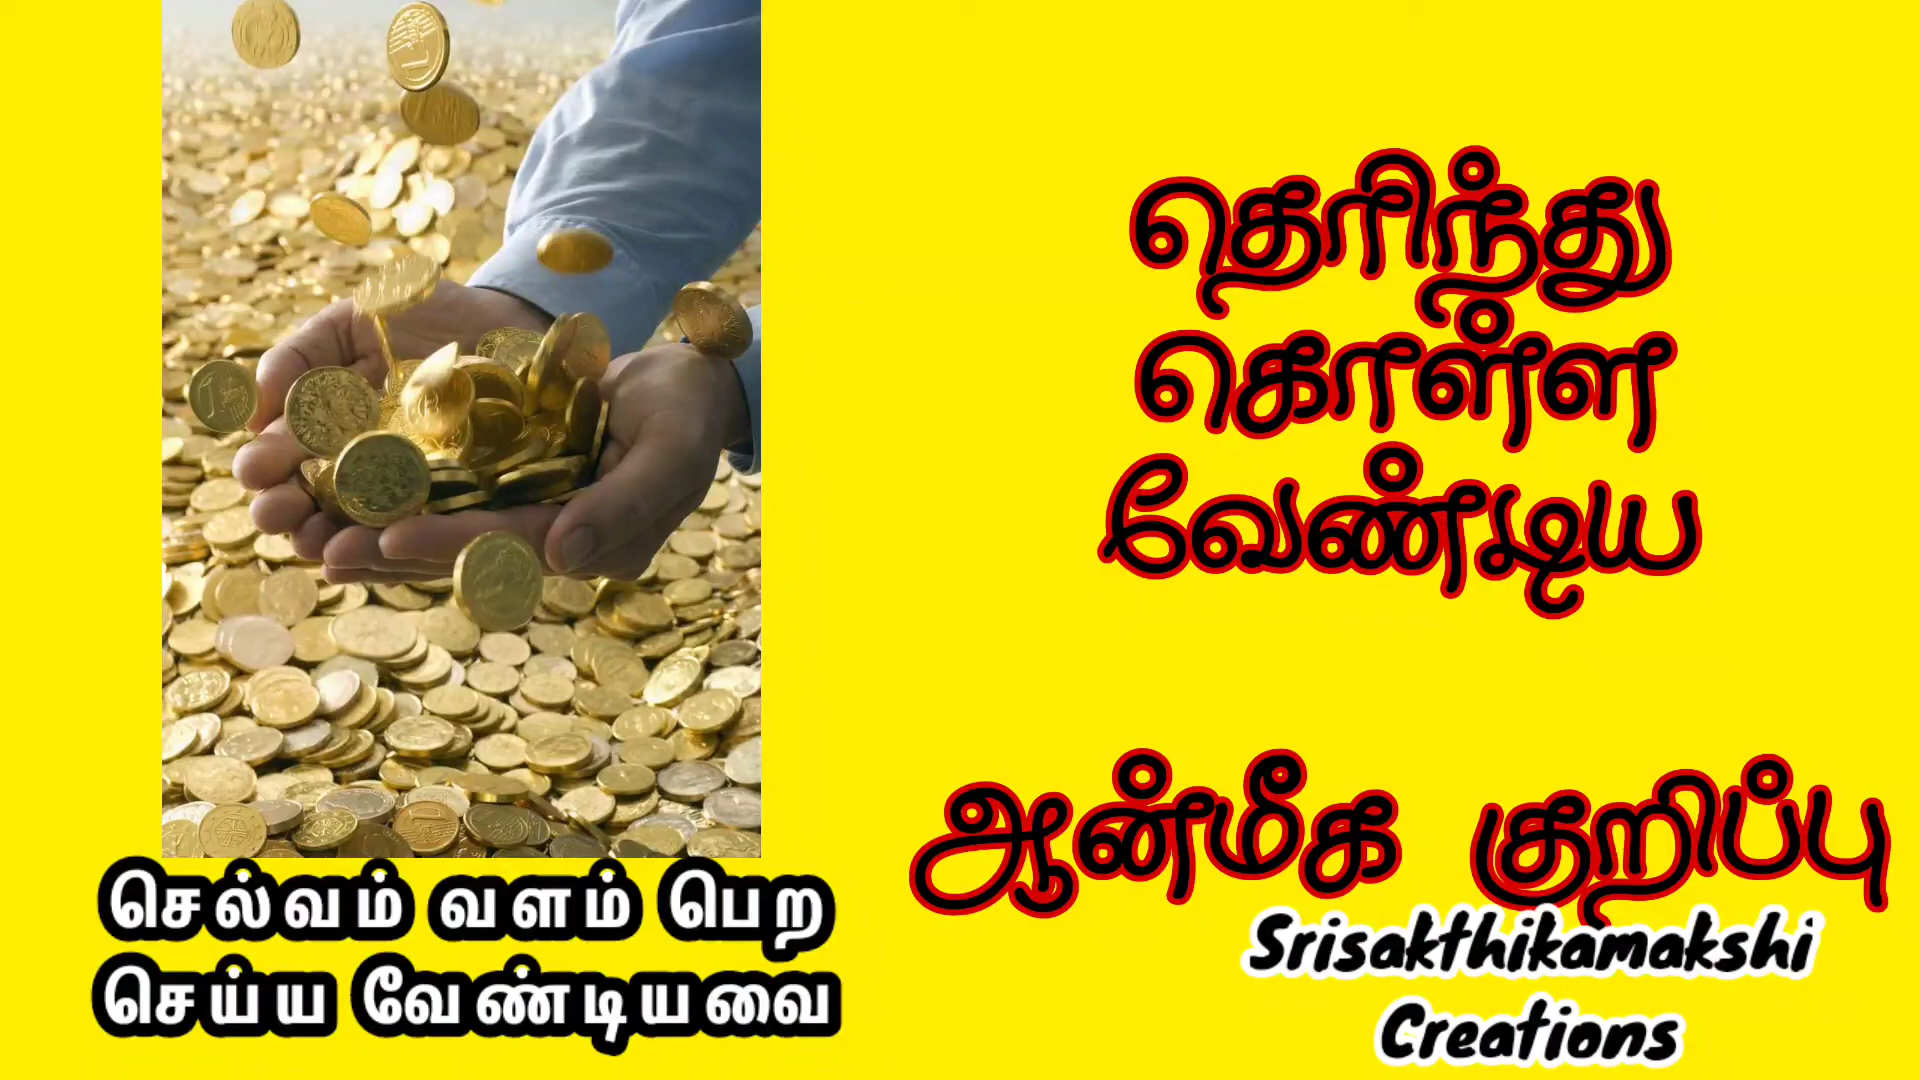 தெரிந்து
கொள்ள
வேண்டிய
ஆன்மீக குறிப்பு
செல்வம் வளம் பெற
செய்ய வேண்டியவை
Srisakthikamakshi
Creations